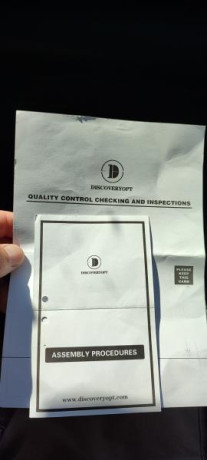 D
DISCOVERYOPT
QUALITY CONTROL CHECKING AND INSPECTIONS
D
DISCOVERYOPT
PLEASE
KEEP
THIS
CARD
ASSEMBLY PROCEDURES
www.discoveryopt.com